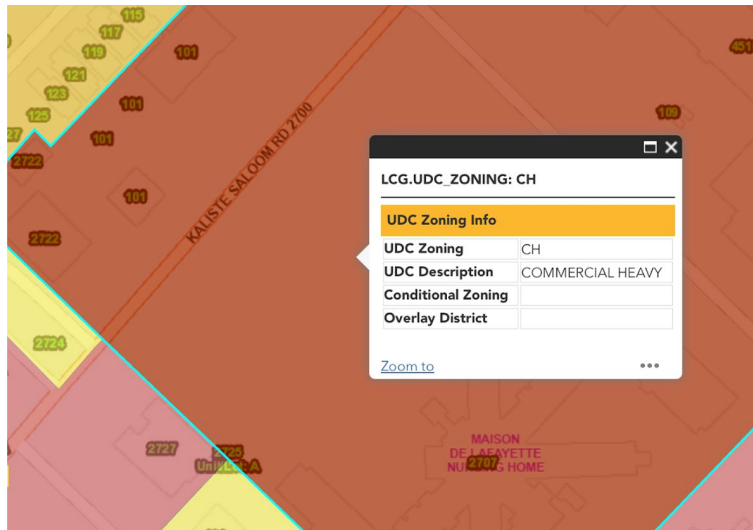 115
117
119
121
123
125
27
2722
101
101
101
101
2722
451
109
KALISTE SALOOM RD 2700
LCG.UDC_ZONING: CH
UDC Zoning Info
UDC Zoning CH
UDC Description COMMERCIAL HEAVY
Conditional Zoning
Overlay District
Zoom to
2724
2727
2725
Unit/Lot: A
MAISON
DE LAFAYETTE
NURSING HOME
2707